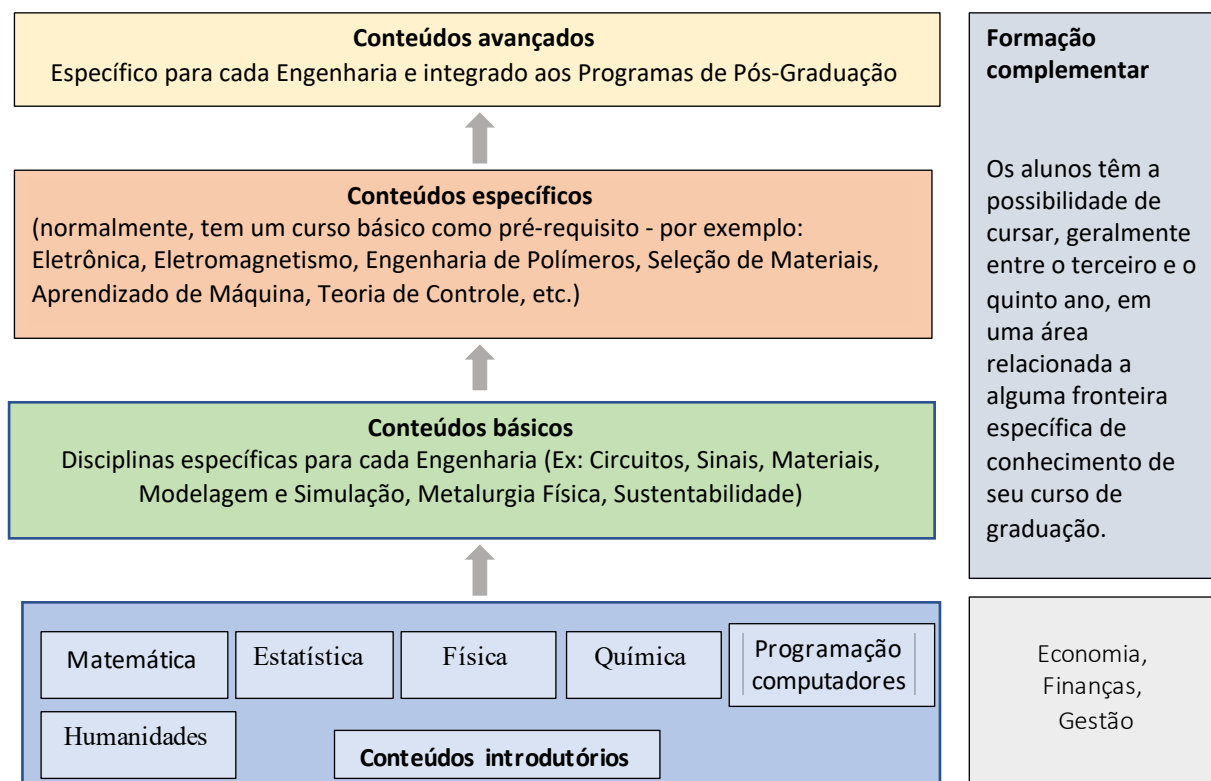 Conteúdos avançados
Específico para cada Engenharia e integrado aos Programas de Pós-Graduação
Conteúdos específicos
(normalmente, tem um curso básico como pré-requisito - por exemplo:
Eletrônica, Eletromagnetismo, Engenharia de Polímeros, Seleção de Materiais,
Aprendizado de Máquina, Teoria de Controle, etc.)
Conteúdos básicos
Disciplinas específicas para cada Engenharia (Ex: Circuitos, Sinais, Materiais,
Modelagem e Simulação, Metalurgia Física, Sustentabilidade)
Matemática
Estatística
Física
Química
Programação
computadores
Humanidades
Conteúdos introdutórios
Formação
complementar
Os alunos têm a
possibilidade de
cursar, geralmente
entre o terceiro e o
quinto ano, em
uma área
relacionada a
alguma fronteira
específica de
conhecimento de
seu curso de
graduação.
Economia,
Finanças,
Gestão